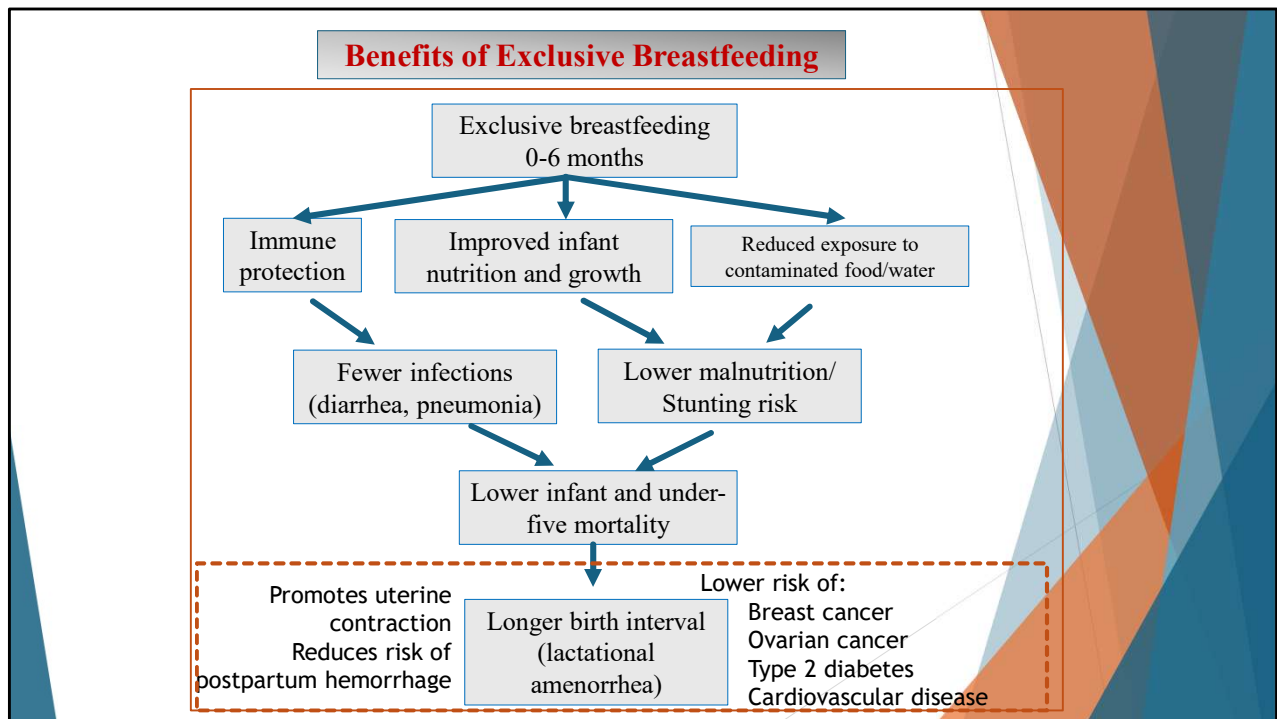 Benefits of Exclusive Breastfeeding
Exclusive breastfeeding
0-6 months
Immune
protection
Improved infant
nutrition and growth
Reduced exposure to
contaminated food/water
Fewer infections
(diarrhea, pneumonia)
Lower malnutrition/
Stunting risk
Lower infant and under-
five mortality
Promotes uterine
contraction
Reduces risk of
postpartum hemorrhage
Longer birth interval
(lactational
amenorrhea)
Lower risk of:
Breast cancer
Ovarian cancer
Type 2 diabetes
Cardiovascular disease